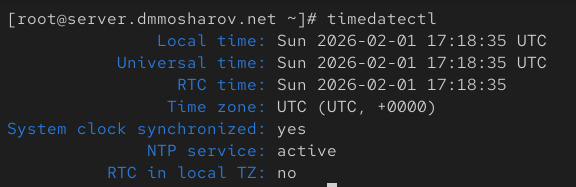 [root@server.dmmosharov.net ~]# timedatectl
Local time: Sun 2026-02-01 17:18:35 UTC
Universal time: Sun 2026-02-01 17:18:35 UTC
RTC time: Sun 2026-02-01 17:18:35
Time zone: UTC (UTC, +0000)
System clock synchronized: yes
NTP service: active
RTC in local TZ: no